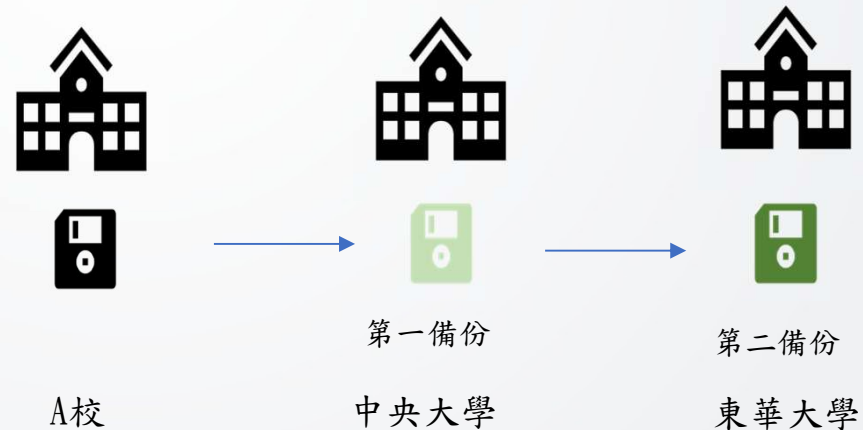 第一備份
第二備份
A校
中央大學
東華大學